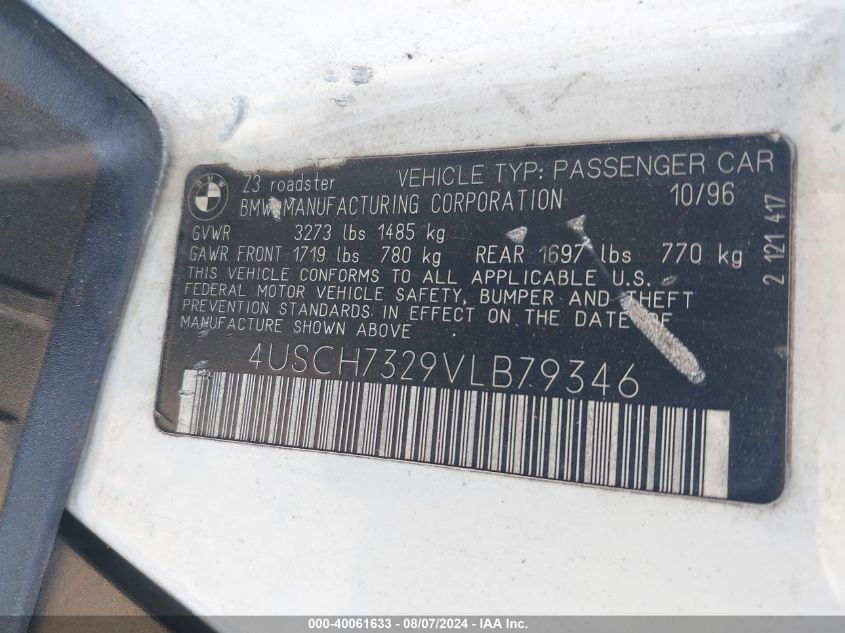 BMW
Z3 roadster VEHICLE TYP: PASSENGER CAR
BMW MANUFACTURING CORPORATION 10/96
GVWR 3273 lbs 1485 kg
GAWR FRONT 1719 lbs 780 kg REAR 1697 lbs 770 kg
THIS VEHICLE CONFORMS TO ALL APPLICABLE U.S.
FEDERAL MOTOR VEHICLE SAFETY, BUMPER AND THEFT
PREVENTION STANDARDS IN EFFECT ON THE DATE OF
MANUFACTURE SHOWN ABOVE
4USCH7329VLB79346
2 121 417
000-40061633 - 08/07/2024 - IAAI.com